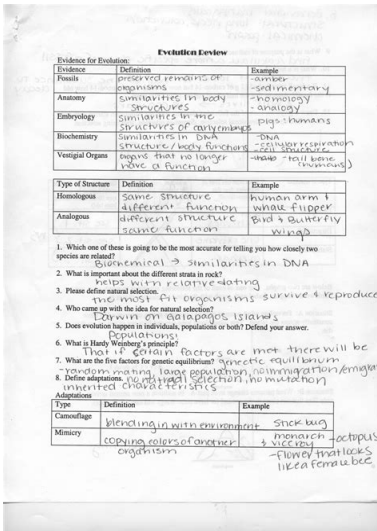 Evolution Review
Evidence for Evolution:
Evidence Definition Example
Fossils preserved remains of organisms -amber -sedimentary
Anatomy similarities in body structures -homology -analogy
Embryology similarities in the structures of early embryos pigs & humans
Biochemistry similarities in DNA structure/body functions -DNA -cellular respiration -cell structure
Vestigial Organs organs that no longer have a function -tail bone (humans)
Type of Structure Definition Example
Homologous same structure different function human arm & whale flipper
Analogous different structure same function Bird & Butterfly wings
1. Which one of these is going to be the most accurate for telling you how closely two
species are related?
Biochemical → similarities in DNA
2. What is important about the different strata in rock?
helps with relative dating
3. Please define natural selection.
the most fit organisms survive & reproduce
4. Who came up with the idea for natural selection?
Darwin on Galapagos Islands
5. Does evolution happen in individuals, populations or both? Defend your answer.
Populations!
6. What is Hardy Weinberg's principle?
That if certain factors are met there will be
7. What are the five factors for genetic equilibrium? genetic equilibrium
-random mating, large population, no immigration/emigra
8. Define adaptations. no natural selection, no mutation
inherited characteristics
Adaptations
Type Definition Example
Camouflage blending in with environment stick bug
Mimicry copying colors of another organism monarch & viceroy -octopus
-flower that looks
like a female bee